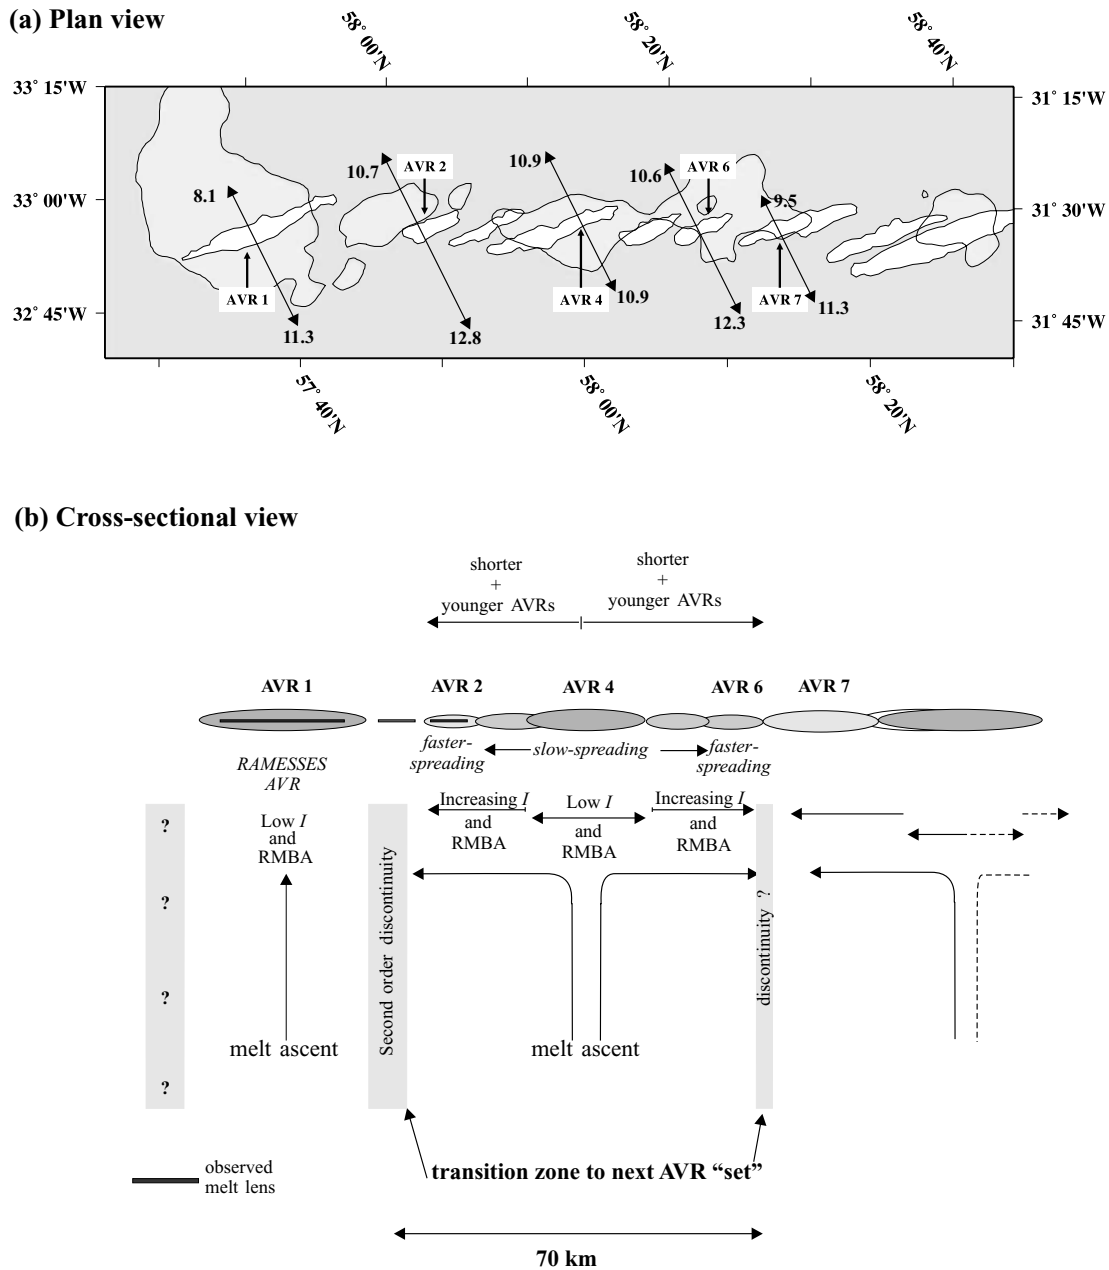 (a) Plan view
58° 00'N
58° 20'N
58° 40'N
33° 15'W
31° 15'W
10.7
AVR 2
10.9
10.6
AVR 6
8.1
9.5
33° 00'W
31° 30'W
AVR 1
AVR 4
10.9
AVR 7
11.3
32° 45'W
31° 45'W
11.3
12.8
12.3
57° 40'N
58° 00'N
58° 20'N
(b) Cross-sectional view
shorter
+
younger AVRs
shorter
+
younger AVRs
AVR 1
AVR 2
AVR 4
AVR 6
AVR 7
faster-
spreading
slow-spreading
faster-
spreading
RAMESSES
AVR
Low I
and
RMBA
Increasing I
and
RMBA
Low I
and
RMBA
Increasing I
and
RMBA
?
?
?
?
Second order discontinuity
discontinuity ?
melt ascent
melt ascent
transition zone to next AVR “set”
observed
melt lens
70 km